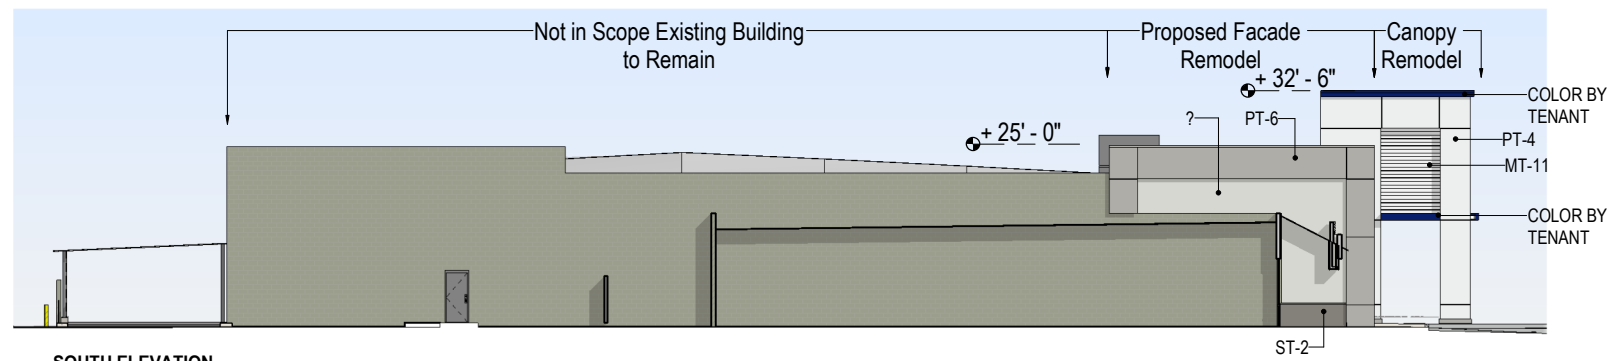 Not in Scope Existing Building
to Remain
Proposed Facade
Remodel
Canopy
Remodel
+ 32' - 6"
COLOR BY
TENANT
?
PT-6
+ 25' - 0"
PT-4
MT-11
COLOR BY
TENANT
ST-2
SOUTH ELEVATION